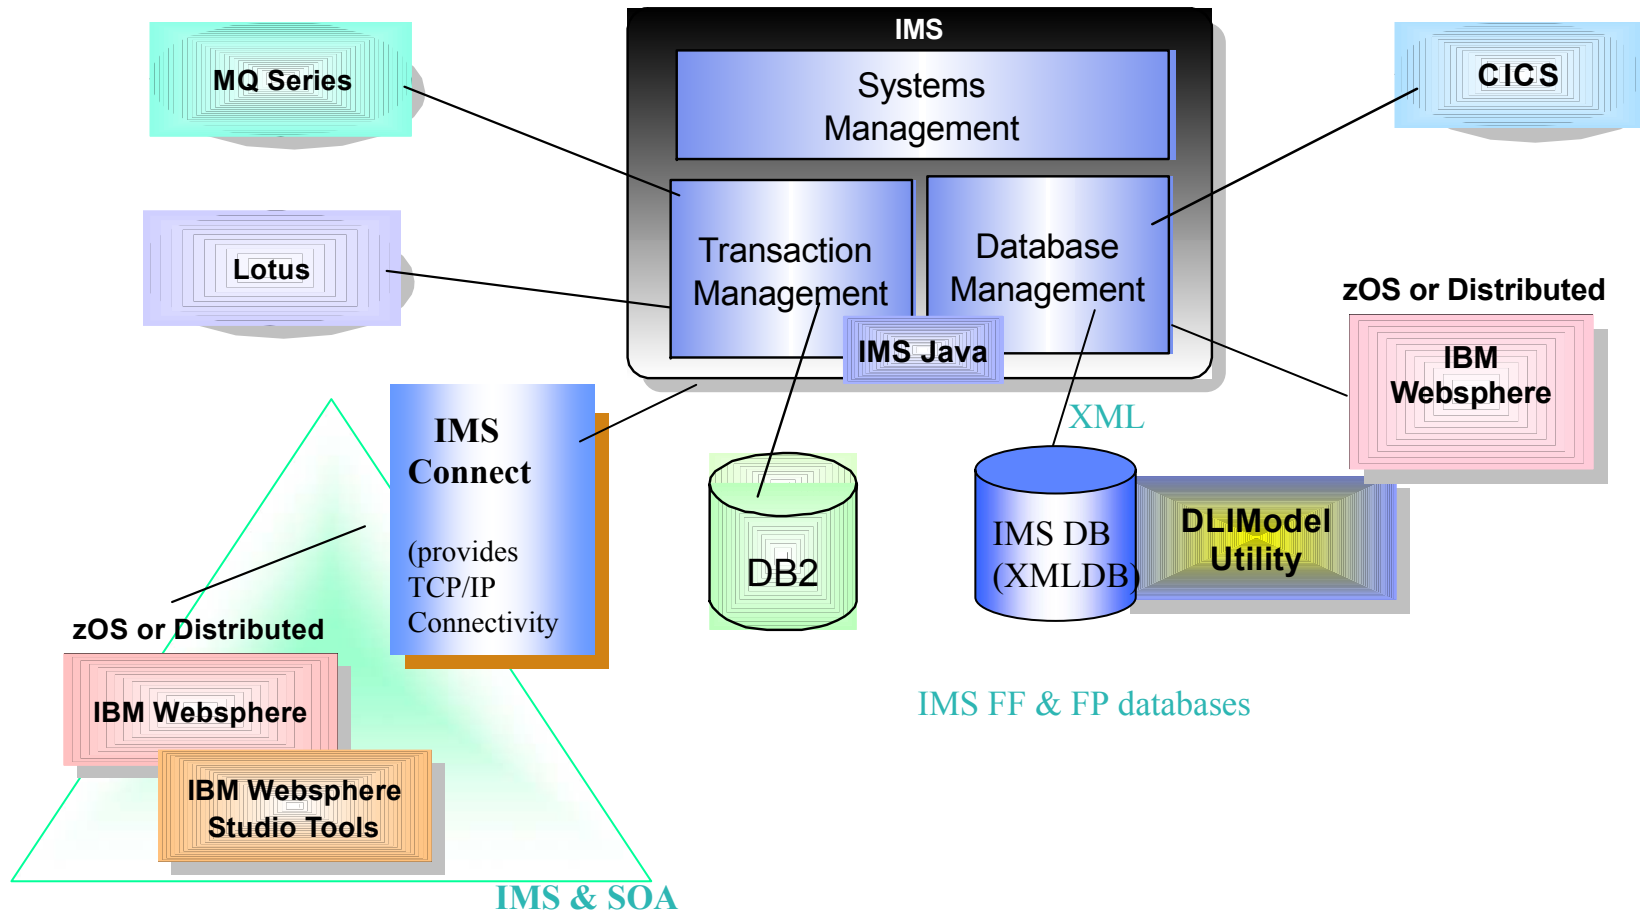 IMS
MQ Series
Systems
Management
CICS
Lotus
Transaction
Management
Database
Management
IMS Java
zOS or Distributed
IBM
Websphere
XML
IMS
Connect
(provides
TCP/IP
Connectivity
DB2
IMS DB
(XMLDB)
DLIModel
Utility
zOS or Distributed
IBM Websphere
IBM Websphere
Studio Tools
IMS FF & FP databases
IMS & SOA